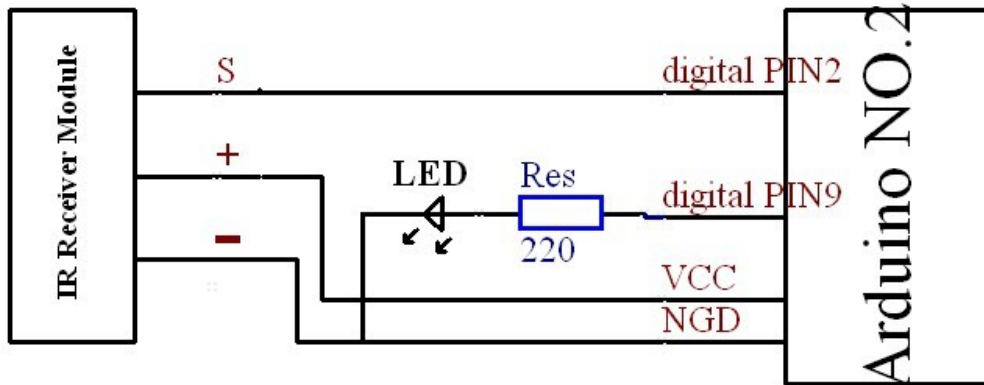 IR Receiver Module
S
digital PIN2
+
LED
Res
digital PIN9
-
220
VCC
NGD
Arduino NO.2